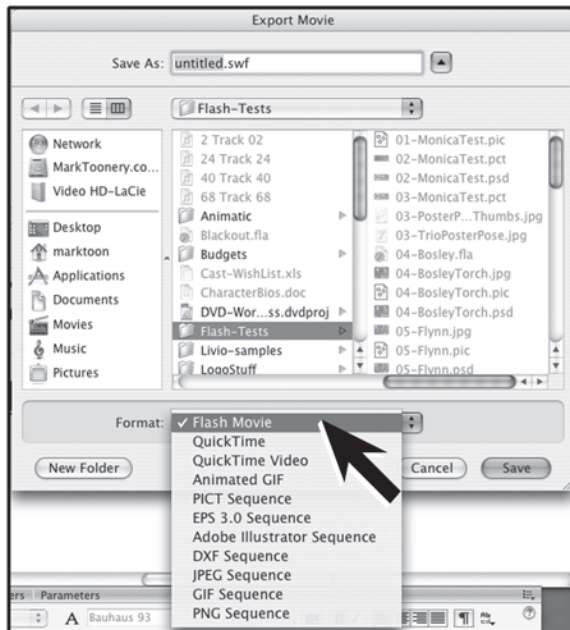 Export Movie
Save As: untitled.swf
Flash-Tests
Network
MarkToonery.co...
Video HD-LaCie
Desktop
marktoon
Applications
Documents
Movies
Music
Pictures
2 Track 02
24 Track 24
40 Track 40
68 Track 68
Animatic
Blackout.fla
Budgets
Cast-WishList.xls
CharacterBios.doc
DVD-Wor...ss.dvdproj
Flash-Tests
Livio-samples
LogoStuff
01-MonicaTest.pic
02-MonicaTest.pct
02-MonicaTest.psd
03-MonicaTest.pct
03-PosterP...Thumbs.jpg
03-TrioPosterPose.jpg
04-Bosley.fla
04-BosleyTorch.jpg
04-BosleyTorch.pic
04-BosleyTorch.psd
05-Flynn.jpg
05-Flynn.pic
05-Flynn.psd
Format: ✓ Flash Movie
QuickTime
QuickTime Video
Animated GIF
PICT Sequence
EPS 3.0 Sequence
Adobe Illustrator Sequence
DXF Sequence
JPEG Sequence
GIF Sequence
PNG Sequence
New Folder
Cancel
Save
ers
Parameters
A
Bauhaus 93